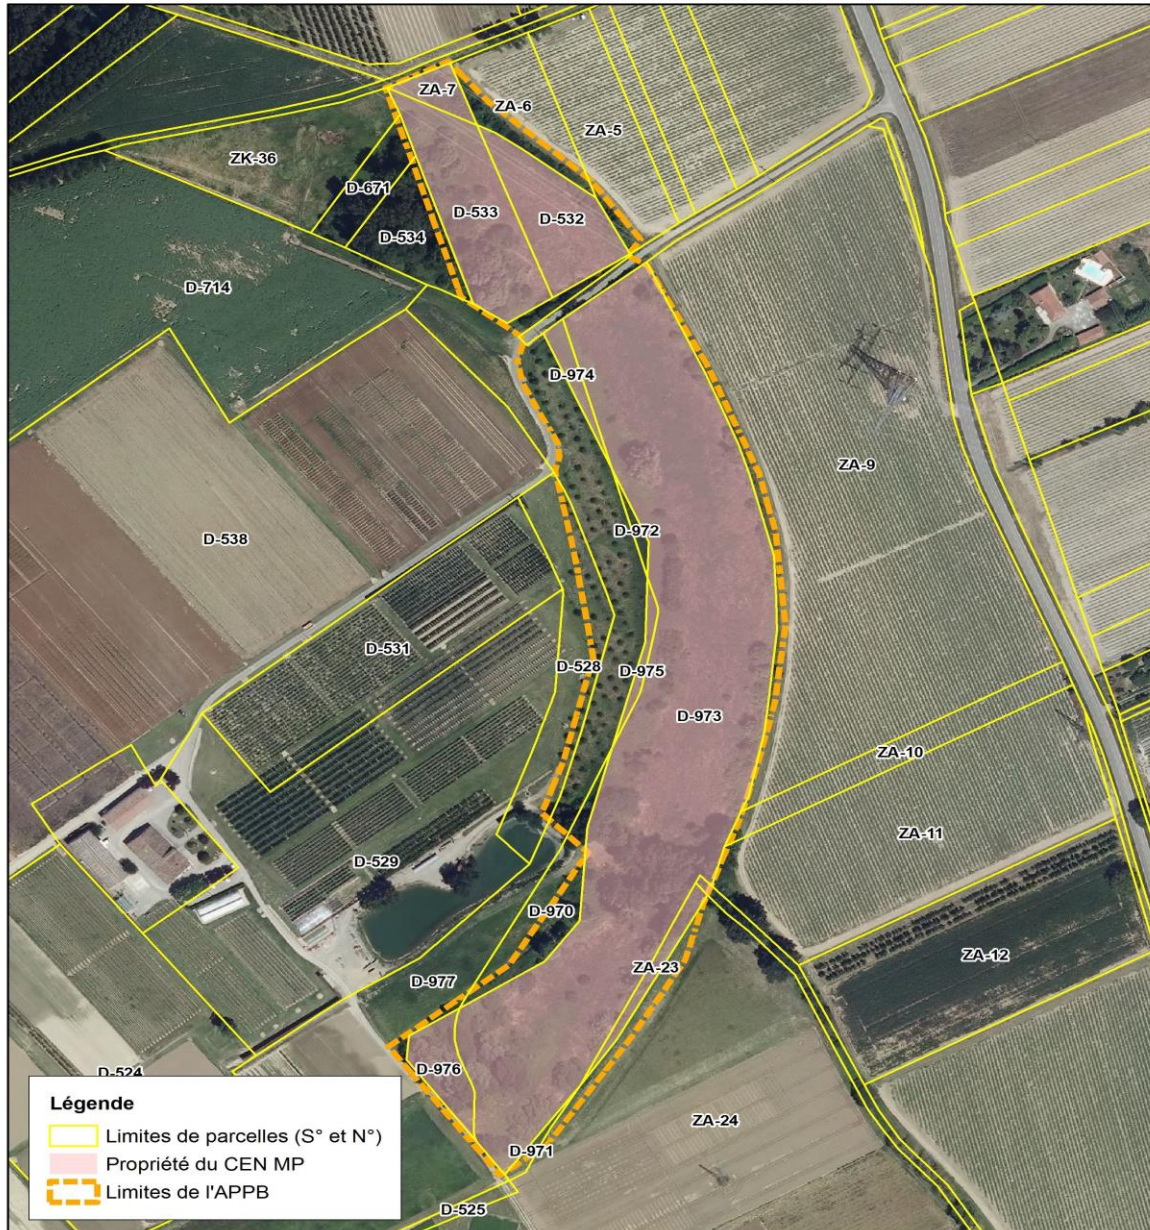 ZA-7
ZA-6
ZA-5
ZK-36
D-671
D-533
D-532
D-534
D-714
D-974
ZA-9
D-972
D-538
D-531
D-528
D-975
D-973
ZA-10
ZA-11
D-529
D-970
ZA-12
ZA-23
D-977
D-976
D-524
ZA-24
D-971
D-525
Légende
Limites de parcelles (S° et N°)
Propriété du CEN MP
Limites de l'APPB